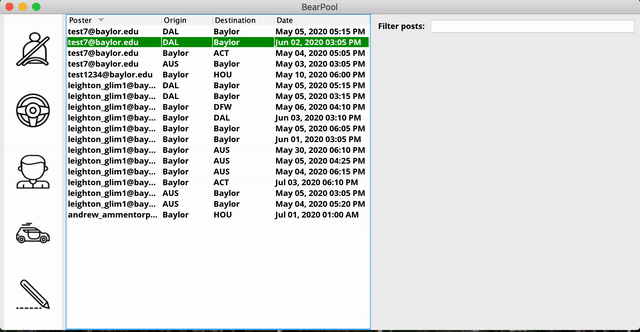 BearPool
Poster Origin Destination Date
Filter posts:
test7@baylor.edu DAL Baylor May 05, 2020 05:15 PM
test7@baylor.edu DAL Baylor Jun 02, 2020 03:05 PM
test7@baylor.edu Baylor ACT May 04, 2020 05:05 PM
test7@baylor.edu AUS Baylor May 03, 2020 03:05 PM
test1234@baylor.edu Baylor HOU May 10, 2020 06:00 PM
leighton_glim1@bay... DAL Baylor May 05, 2020 05:15 PM
leighton_glim1@bay... DAL Baylor May 05, 2020 03:15 PM
leighton_glim1@bay... Baylor DFW May 06, 2020 04:10 PM
leighton_glim1@bay... Baylor DAL Jun 03, 2020 03:10 PM
leighton_glim1@bay... Baylor Baylor May 05, 2020 06:05 PM
leighton_glim1@bay... Baylor Baylor Jun 01, 2020 03:05 PM
leighton_glim1@bay... Baylor AUS May 30, 2020 06:10 PM
leighton_glim1@bay... Baylor AUS May 05, 2020 04:25 PM
leighton_glim1@bay... Baylor AUS May 04, 2020 06:15 PM
leighton_glim1@bay... Baylor ACT Jul 03, 2020 06:10 PM
leighton_glim1@bay... AUS Baylor May 05, 2020 03:05 PM
leighton_glim1@bay... AUS Baylor May 04, 2020 05:20 PM
andrew_ammentorp... Baylor HOU Jul 01, 2020 01:00 AM